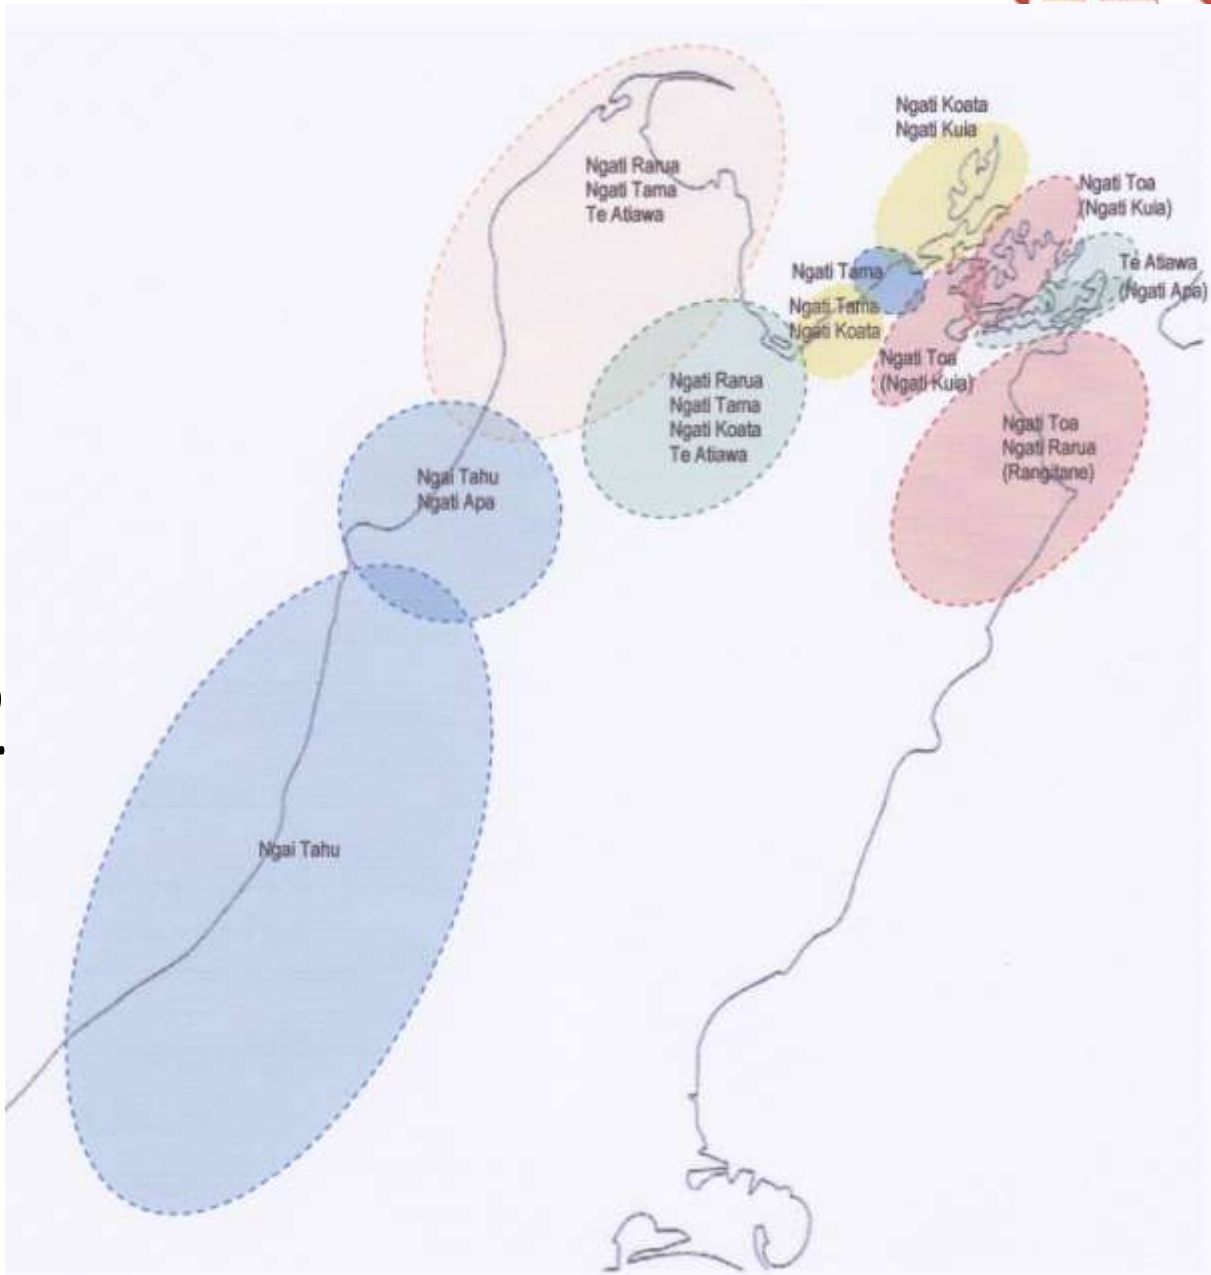 Ngati Koata
Ngati Kuia
Ngati Rarua
Ngati Tama
Te Atiawa
Ngati Toa
(Ngati Kuia)
Ngati Tama
Te Atiawa
(Ngati Apa)
Ngati Tama
Ngati Koata
Ngati Toa
(Ngati Kuia)
Ngati Rarua
Ngati Tama
Ngati Koata
Te Atiawa
Ngati Toa
Ngati Rarua
(Rangitane)
Ngai Tahu
Ngati Apa
Ngai Tahu